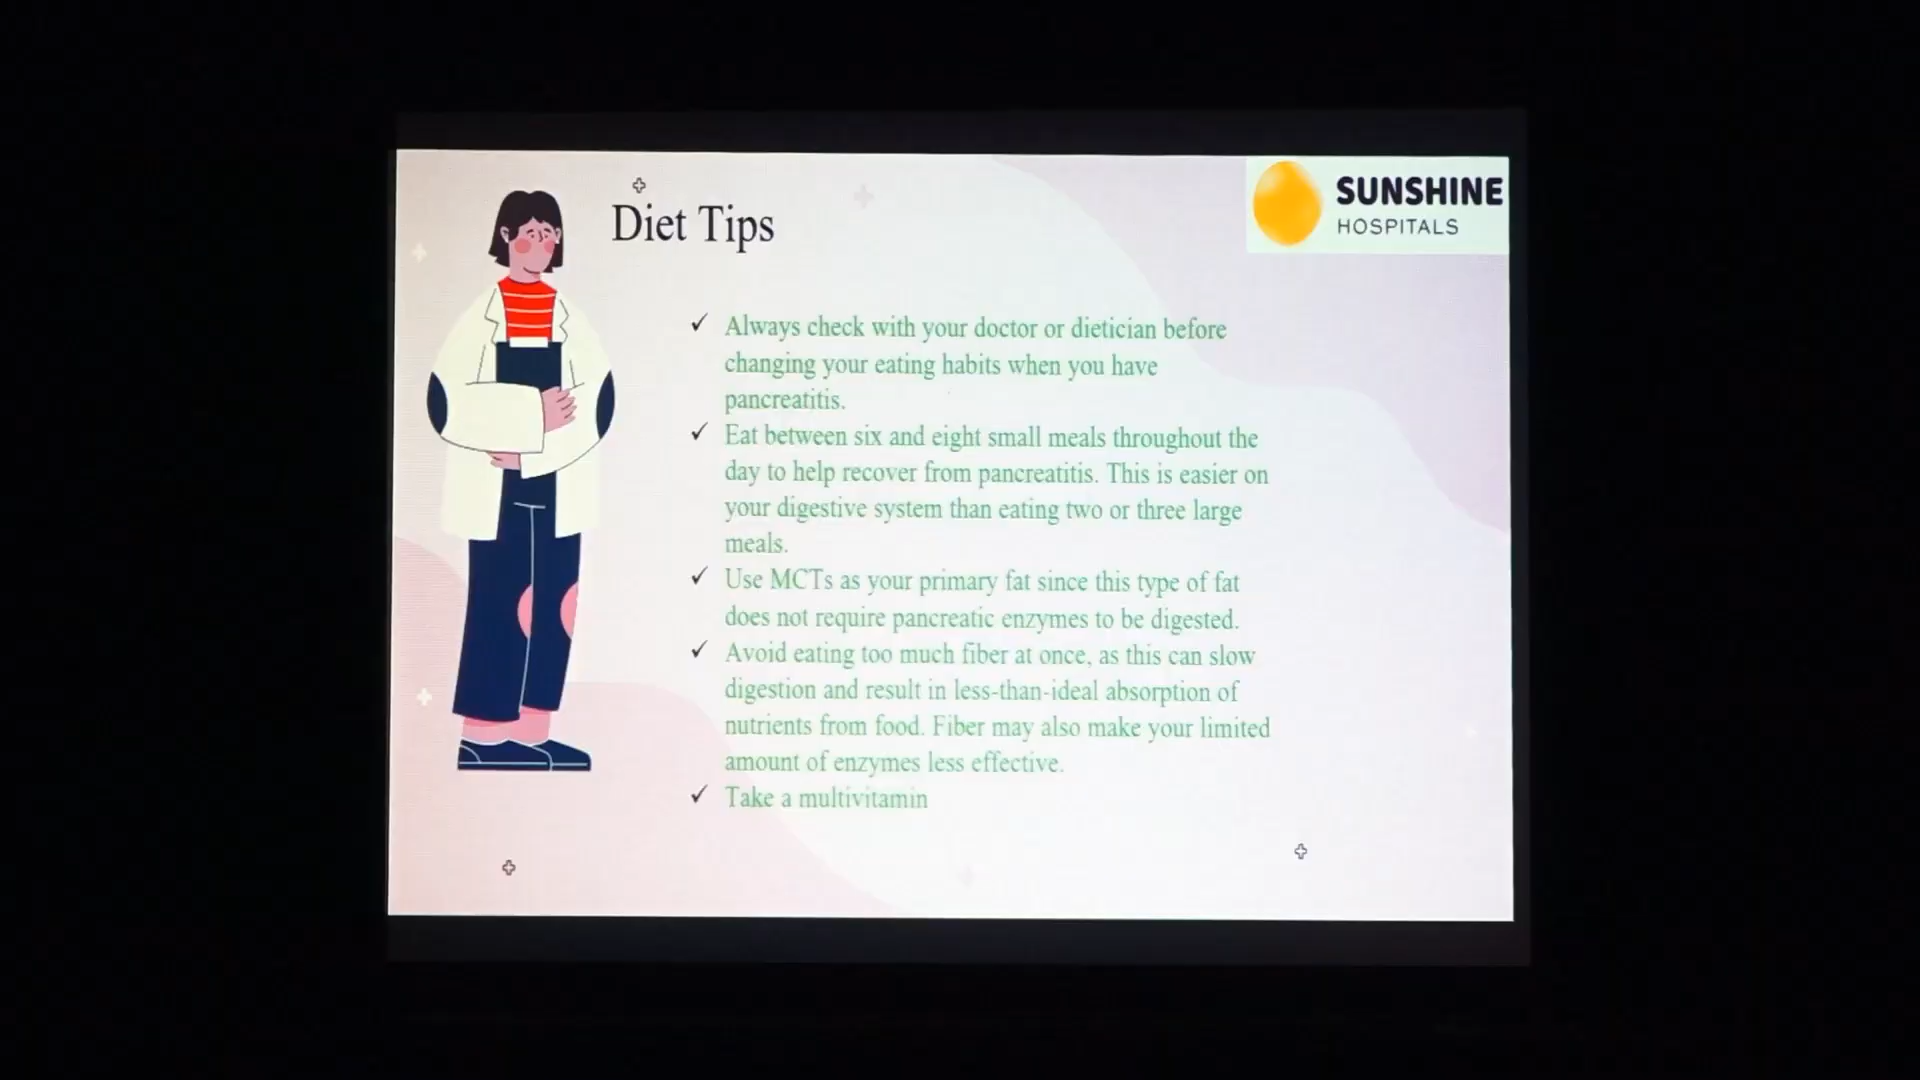 SUNSHINE
HOSPITALS
Diet Tips
✓ Always check with your doctor or dietician before
changing your eating habits when you have
pancreatitis.
✓ Eat between six and eight small meals throughout the
day to help recover from pancreatitis. This is easier on
your digestive system than eating two or three large
meals.
✓ Use MCTs as your primary fat since this type of fat
does not require pancreatic enzymes to be digested.
✓ Avoid eating too much fiber at once, as this can slow
digestion and result in less-than-ideal absorption of
nutrients from food. Fiber may also make your limited
amount of enzymes less effective.
✓ Take a multivitamin